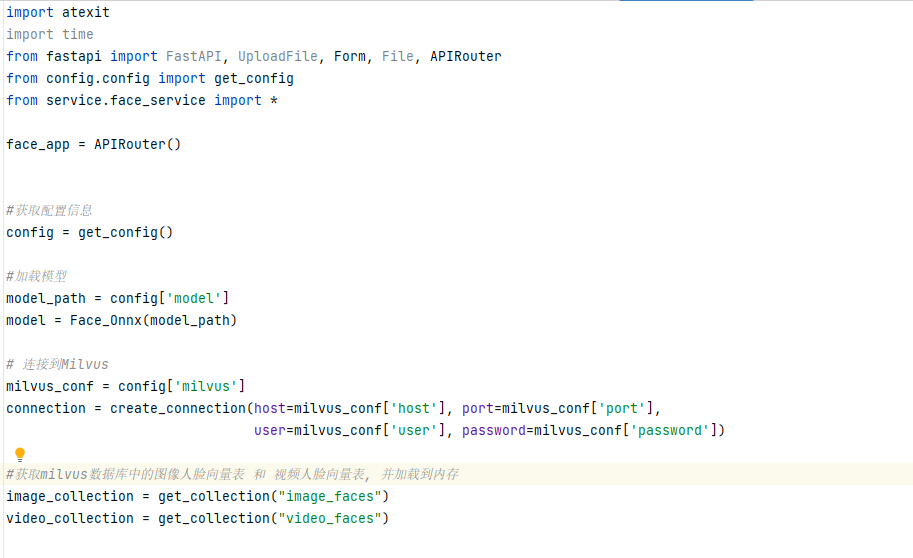 import atexit
import time
from fastapi import FastAPI, UploadFile, Form, File, APIRouter
from config.config import get_config
from service.face_service import *
face_app = APIRouter()
#获取配置信息
config = get_config()
#加载模型
model_path = config['model']
model = Face_Onnx(model_path)
# 连接到Milvus
milvus_conf = config['milvus']
connection = create_connection(host=milvus_conf['host'], port=milvus_conf['port'],
user=milvus_conf['user'], password=milvus_conf['password'])
#获取milvus数据库中的图像人脸向量表 和 视频人脸向量表, 并加载到内存
image_collection = get_collection("image_faces")
video_collection = get_collection("video_faces")